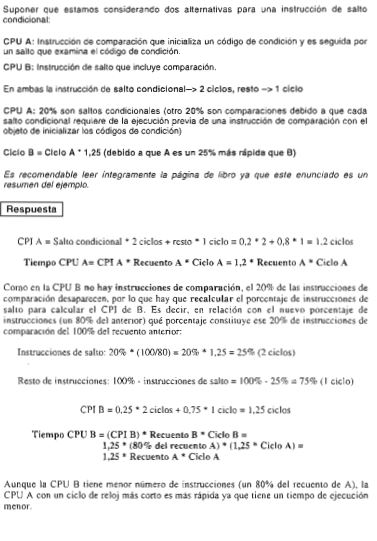 Suponer que estamos considerando dos alternativas para una instrucción de salto
condicional:
CPU A: Instrucción de comparación que inicializa un código de condición y es seguida por
un salto que examina el código de condición.
CPU B: Instrucción de salto que incluye comparación.
En ambas la instrucción de salto condicional--> 2 ciclos, resto --> 1 ciclo
CPU A: 20% son saltos condicionales (otro 20% son comparaciones debido a que cada
salto condicional requiere de la ejecución previa de una instrucción de comparación con el
objeto de inicializar los códigos de condición)
Ciclo B = Ciclo A * 1,25 (debido a que A es un 25% más rápida que B)
Es recomendable leer íntegramente la página de libro ya que este enunciado es un
resumen del ejemplo.
Respuesta
CPI A = Salto condicional * 2 ciclos + resto * 1 ciclo = 0,2 * 2 + 0,8 * 1 = 1.2 ciclos
Tiempo CPU A= CPI A * Recuento A * Ciclo A = 1,2 * Recuento A * Ciclo A
Como en la CPU B no hay instrucciones de comparación, el 20% de las instrucciones de
comparación desaparecen, por lo que hay que recalcular el porcentaje de instrucciones de
salto para calcular el CPI de B. Es decir, en relación con el nuevo porcentaje de
instrucciones (un 80% del anterior) qué porcentaje constituye ese 20% de instrucciones de
comparación del 100% del recuento anterior:
Instrucciones de salto: 20% * (100/80) = 20% * 1,25 = 25% (2 ciclos)
Resto de instrucciones: 100% - instrucciones de salto = 100% - 25% = 75% (1 ciclo)
CPI B = 0,25 * 2 ciclos + 0,75 * 1 ciclo = 1,25 ciclos
Tiempo CPU B = (CPI B) * Recuento B * Ciclo B =
1,25 * (80% del recuento A) * (1,25 * Ciclo A) =
1,25 * Recuento A * Ciclo A
Aunque la CPU B tiene menor número de instrucciones (un 80% del recuento de A), la
CPU A con un ciclo de reloj más corto es más rápida ya que tiene un tiempo de ejecución
menor.